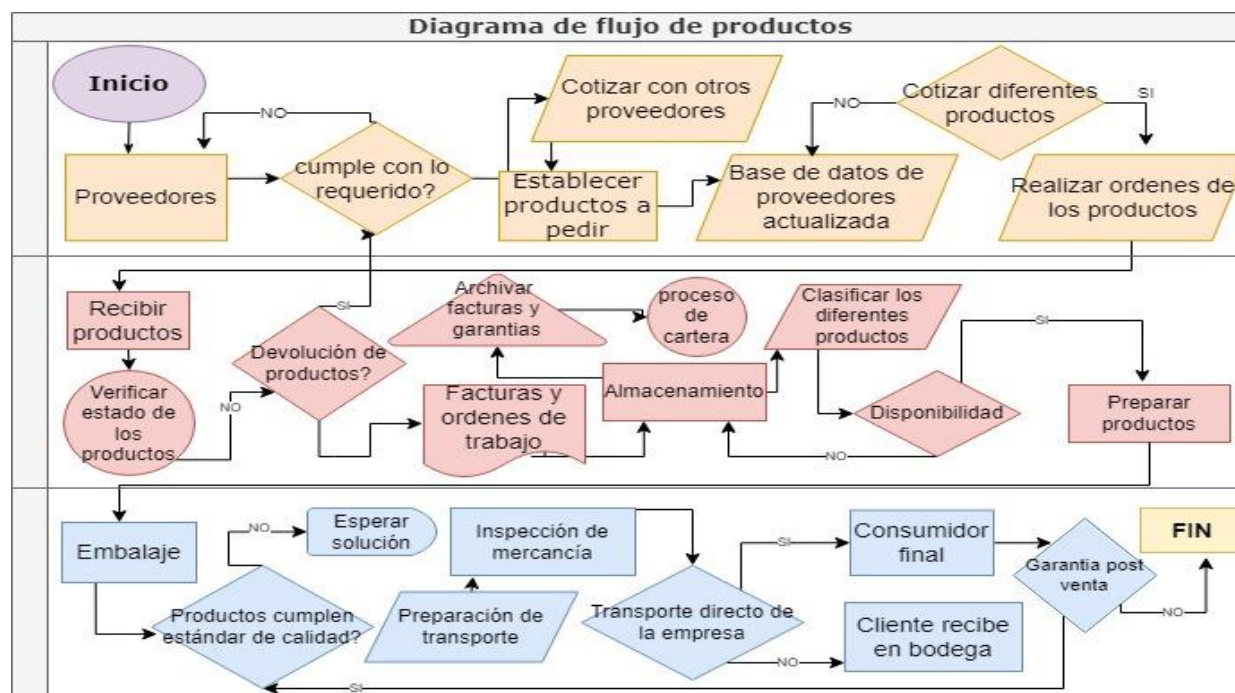 Diagrama de flujo de productos
Inicio
Cotizar con otros
proveedores
Cotizar diferentes
productos
NO
SI
NO
cumple con lo
requerido?
Proveedores
Establecer
productos a
pedir
Base de datos de
proveedores
actualizada
Realizar ordenes de
los productos
Recibir
productos
SI
Devolución de
productos?
Archivar
facturas y
garantias
proceso
de
cartera
Clasificar los
diferentes
productos
SI
Verificar
estado de
los
productos
NO
Facturas y
ordenes de
trabajo
Almacenamiento
Disponibilidad
NO
Preparar
productos
Embalaje
NO
Esperar
solución
Inspección de
mercancía
SI
Consumidor
final
Garantia post
venta
FIN
NO
Productos cumplen
estándar de calidad?
Preparación de
transporte
Transporte directo de
la empresa
NO
Cliente recibe
en bodega
SI